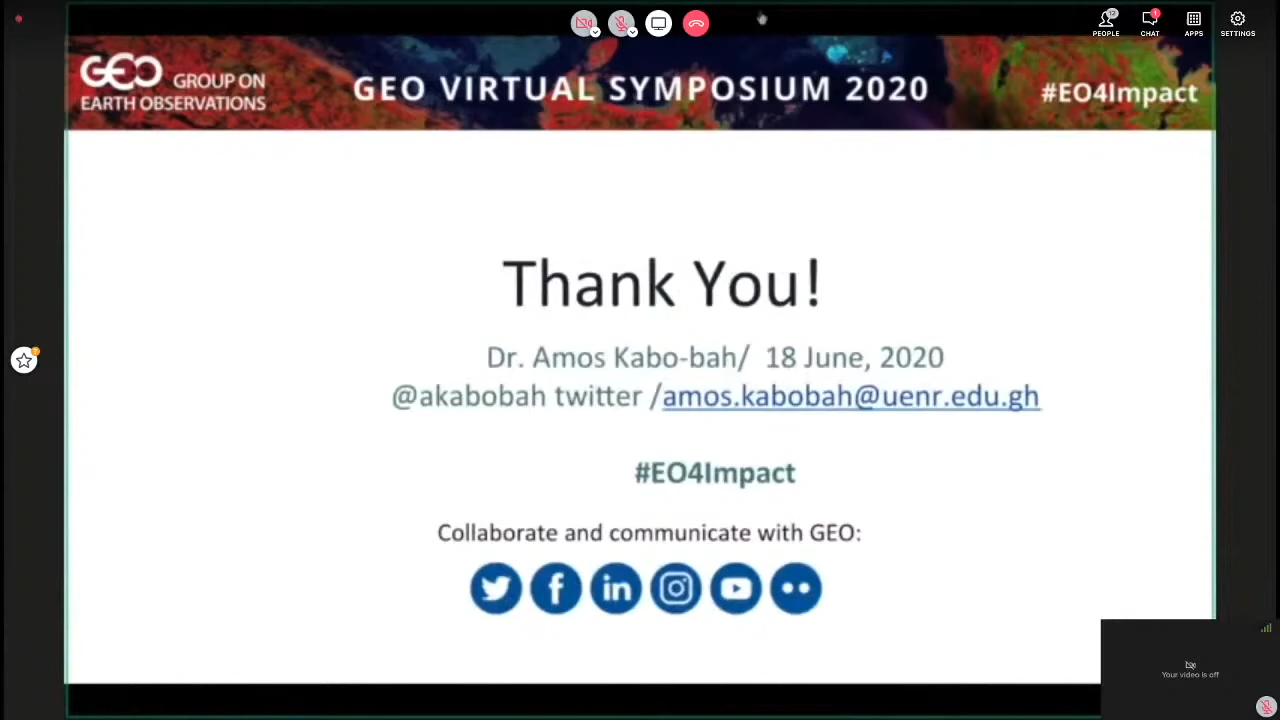 PEOPLE 12
CHAT 1
APPS
SETTINGS
GEO GROUP ON
EARTH OBSERVATIONS
GEO VIRTUAL SYMPOSIUM 2020
#EO4Impact
Thank You!
Dr. Amos Kabo-bah/ 18 June, 2020
@akabobah twitter /amos.kabobah@uenr.edu.gh
#EO4Impact
Collaborate and communicate with GEO:
Your video is off